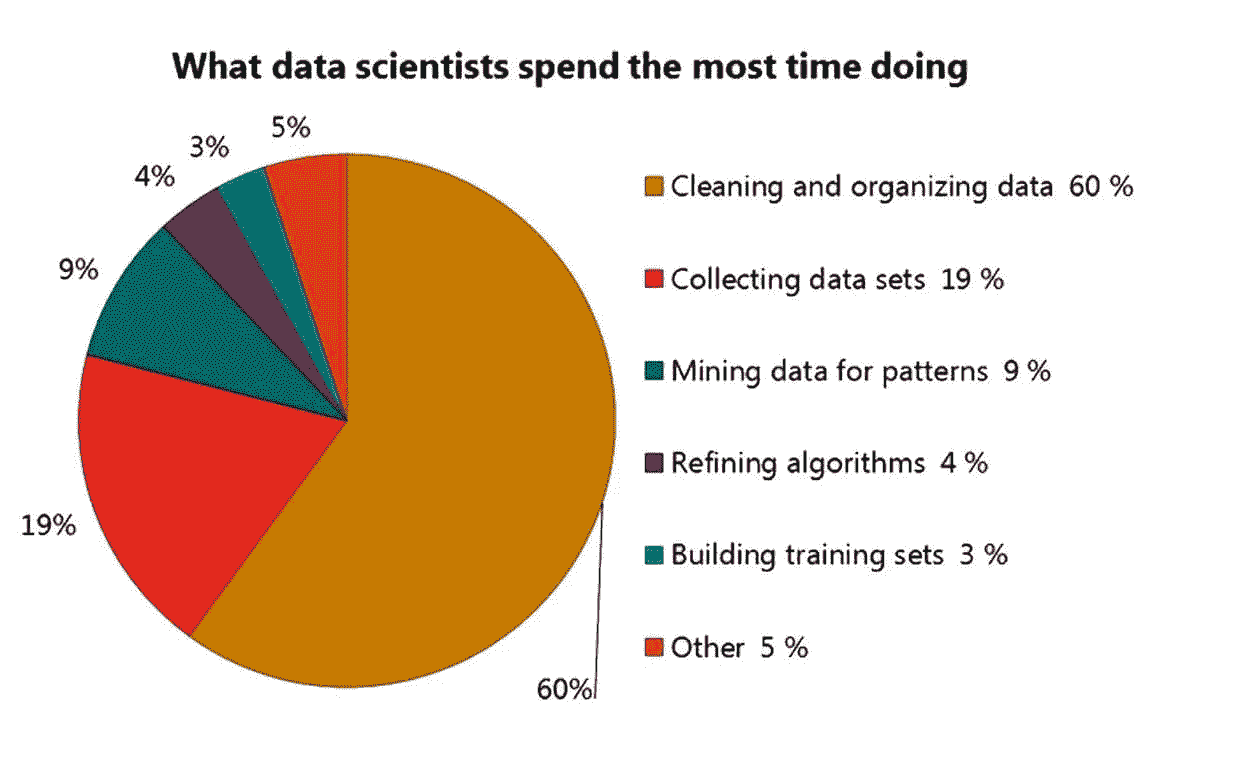 What data scientists spend the most time doing
5%
3%
4%
9%
19%
60%
Cleaning and organizing data 60 %
Collecting data sets 19 %
Mining data for patterns 9 %
Refining algorithms 4 %
Building training sets 3 %
Other 5 %